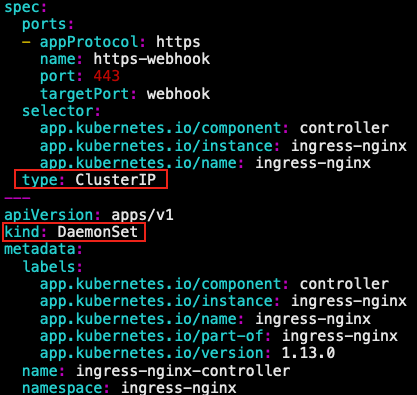 spec:
  ports:
  - appProtocol: https
    name: https-webhook
    port: 443
    targetPort: webhook
  selector:
    app.kubernetes.io/component: controller
    app.kubernetes.io/instance: ingress-nginx
    app.kubernetes.io/name: ingress-nginx
  type: ClusterIP
---
apiVersion: apps/v1
kind: DaemonSet
metadata:
  labels:
    app.kubernetes.io/component: controller
    app.kubernetes.io/instance: ingress-nginx
    app.kubernetes.io/name: ingress-nginx
    app.kubernetes.io/part-of: ingress-nginx
    app.kubernetes.io/version: 1.13.0
  name: ingress-nginx-controller
  namespace: ingress-nginx